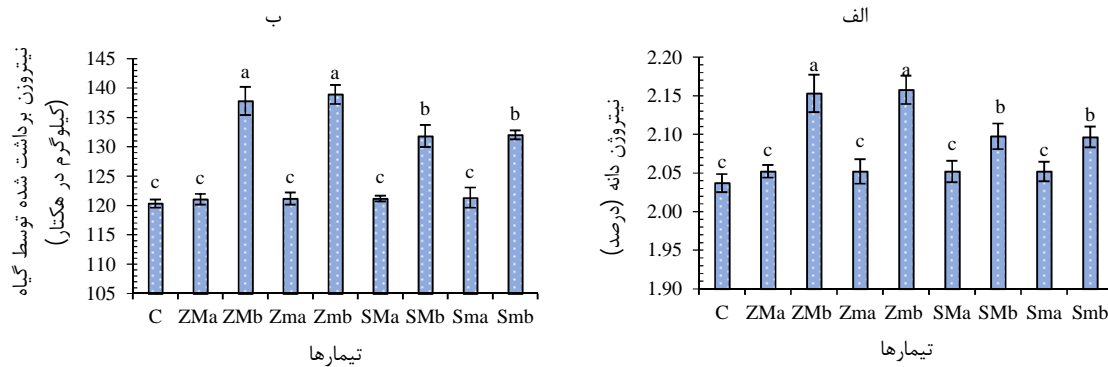 الف
نیتروژن دانه (درصد)
2.20
2.15
2.10
2.05
2.00
1.95
1.90
c
c
a
c
a
c
b
c
b
C ZMa ZMb Zma Zmb SMa SMb Sma Smb
تیمارها
ب
نیتروزن برداشت شده توسط گیاه
(کیلوگرم در هکتار)
145
140
135
130
125
120
115
110
105
c
c
a
c
a
c
b
c
b
C ZMa ZMb Zma Zmb SMa SMb Sma Smb
تیمارها